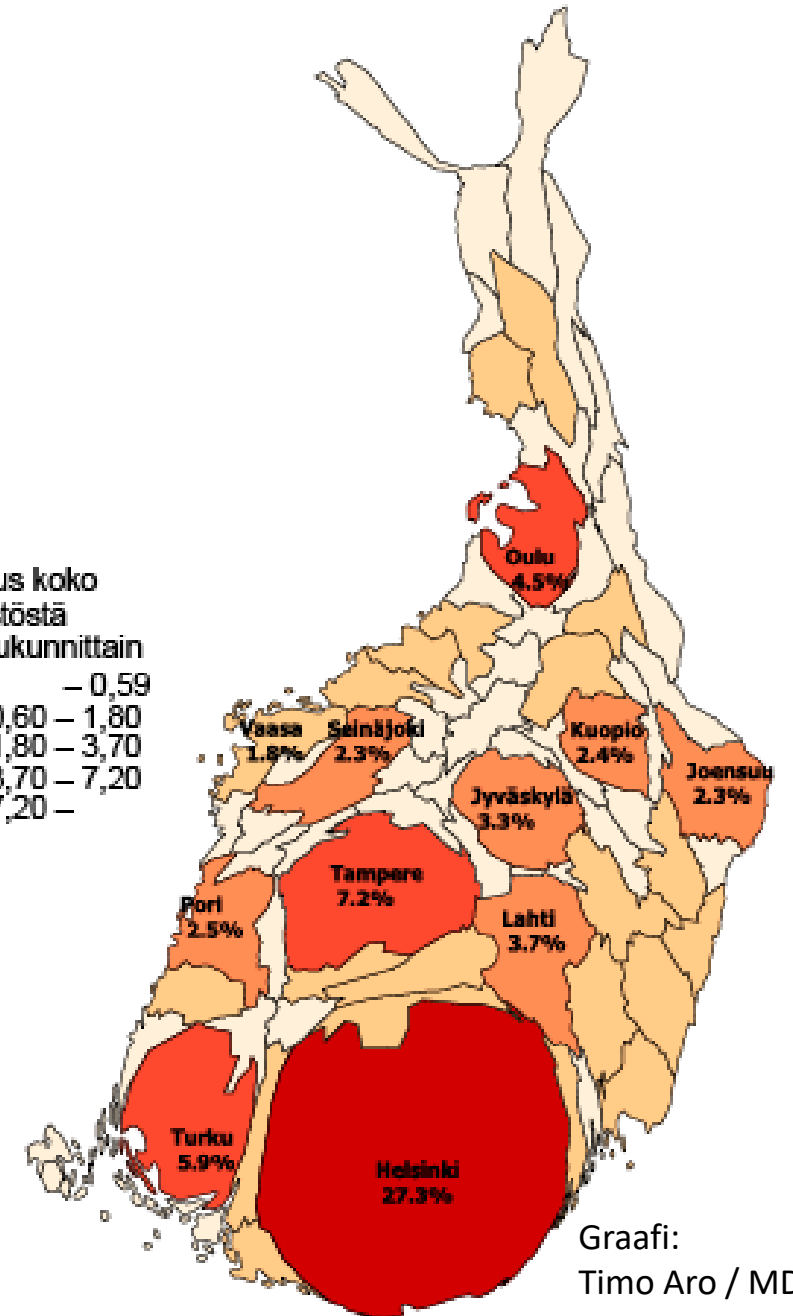 Oulu
4.5%
us koko
töstä
ukunnittain
– 0,59
0,60 – 1,80
1,80 – 3,70
3,70 – 7,20
7,20 –
Vaasa
1.8%
Seinäjoki
2.3%
Kuopio
2.4%
Joensuu
2.3%
Jyväskylä
3.3%
Tampere
7.2%
Pori
2.5%
Lahti
3.7%
Turku
5.9%
Helsinki
27.3%
Graafi:
Timo Aro / MD